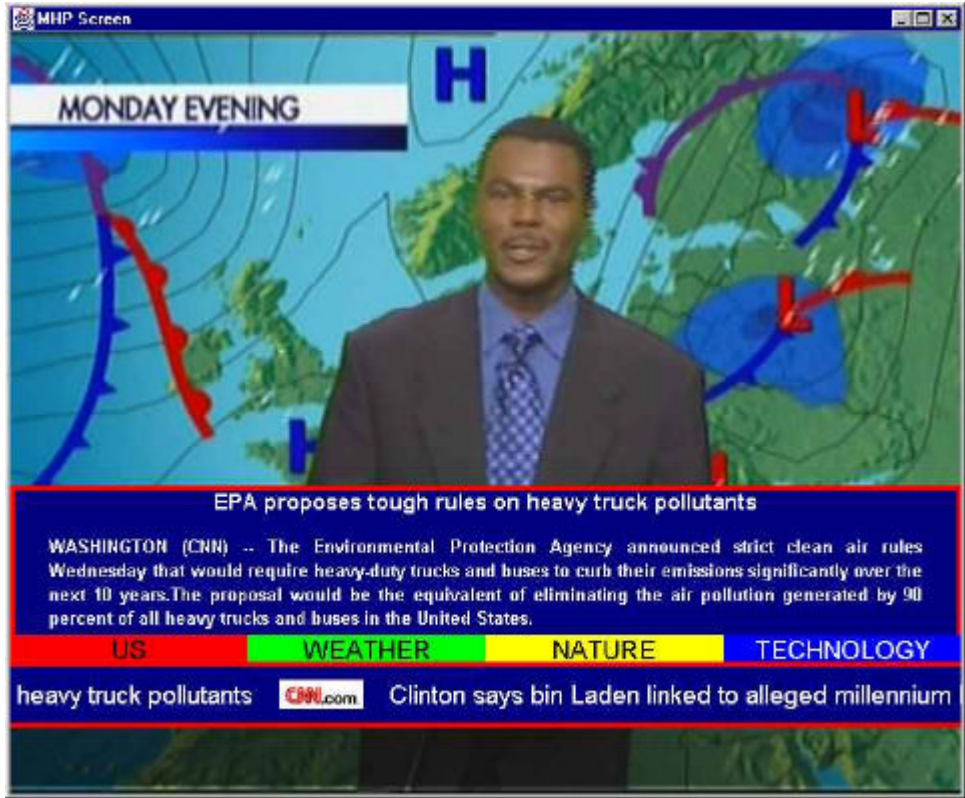 MHP Screen
H
L
MONDAY EVENING
L
H
L
EPA proposes tough rules on heavy truck pollutants
WASHINGTON (CNN) -- The Environmental Protection Agency announced strict clean air rules
Wednesday that would require heavy-duty trucks and buses to curb their emissions significantly over the
next 10 years.The proposal would be the equivalent of eliminating the air pollution generated by 90
percent of all heavy trucks and buses in the United States.
US WEATHER NATURE TECHNOLOGY
heavy truck pollutants CNN.com Clinton says bin Laden linked to alleged millennium